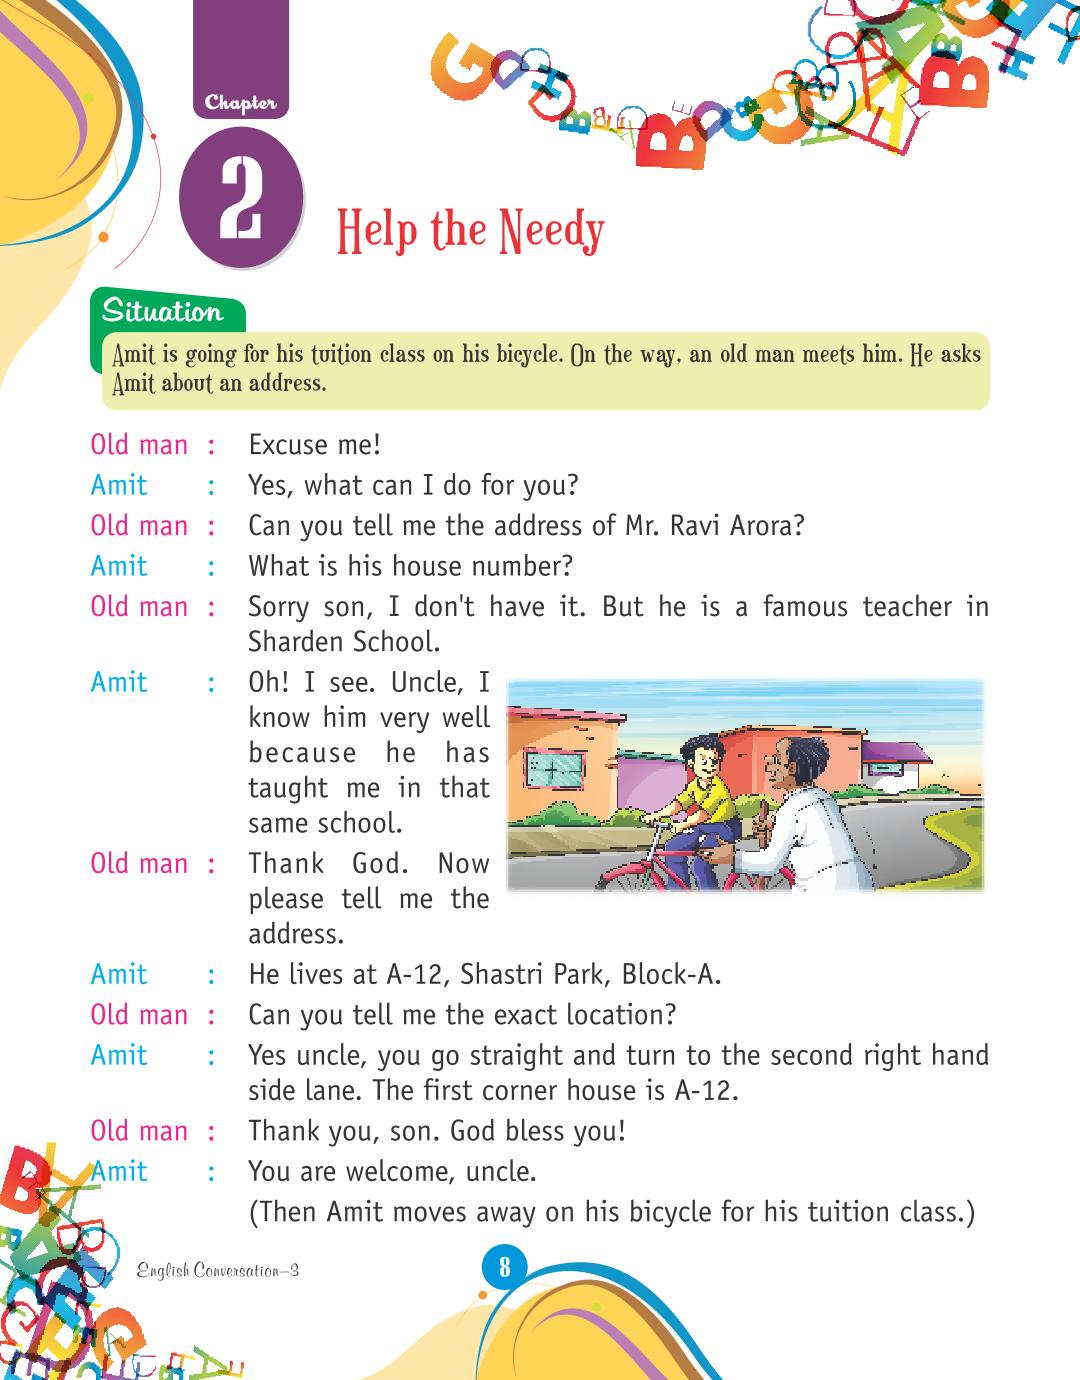 Chapter
2
Help the Needy
Situation
Amit is going for his tuition class on his bicycle. On the way, an old man meets him. He asks
Amit about an address.
Old man : Excuse me!
Amit : Yes, what can I do for you?
Old man : Can you tell me the address of Mr. Ravi Arora?
Amit : What is his house number?
Old man : Sorry son, I don't have it. But he is a famous teacher in
Sharden School.
Amit : Oh! I see. Uncle, I
know him very well
because he has
taught me in that
same school.
Old man : Thank God. Now
please tell me the
address.
Amit : He lives at A-12, Shastri Park, Block-A.
Old man : Can you tell me the exact location?
Amit : Yes uncle, you go straight and turn to the second right hand
side lane. The first corner house is A-12.
Old man : Thank you, son. God bless you!
Amit : You are welcome, uncle.
(Then Amit moves away on his bicycle for his tuition class.)
English Conversation–3
8